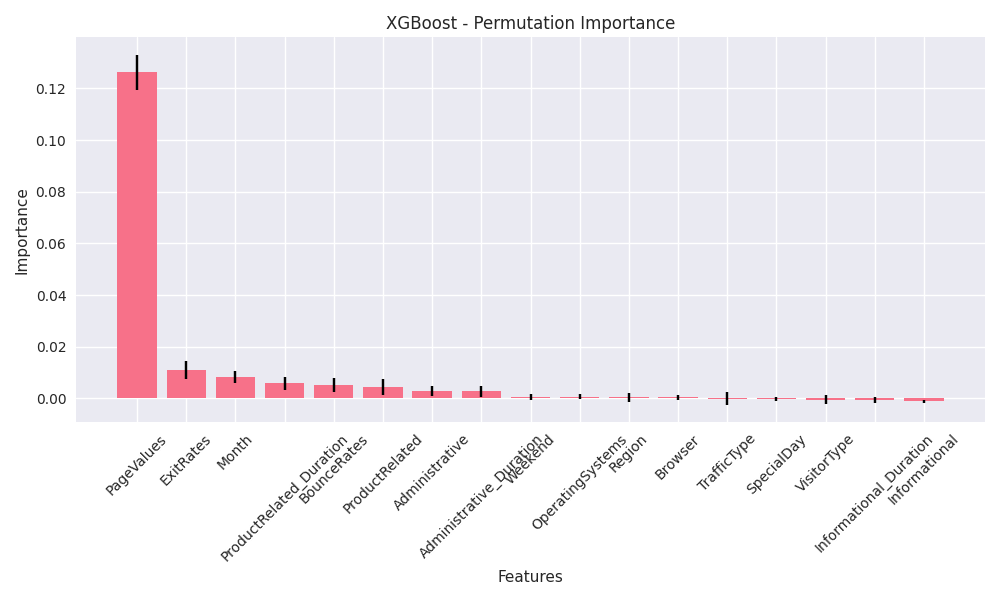 XGBoost - Permutation Importance
Importance
0.12
0.10
0.08
0.06
0.04
0.02
0.00
PageValues
ExitRates
Month
ProductRelated_Duration
BounceRates
ProductRelated
Administrative
Administrative_Duration
Weekend
OperatingSystems
Region
Browser
TrafficType
SpecialDay
VisitorType
Informational_Duration
Informational
Features